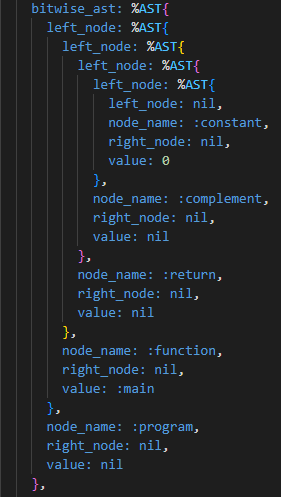 bitwise_ast: %AST{
left_node: %AST{
left_node: %AST{
left_node: %AST{
left_node: %AST{
left_node: nil,
node_name: :constant,
right_node: nil,
value: 0
},
node_name: :complement,
right_node: nil,
value: nil
},
node_name: :return,
right_node: nil,
value: nil
},
node_name: :function,
right_node: nil,
value: :main
},
node_name: :program,
right_node: nil,
value: nil
},